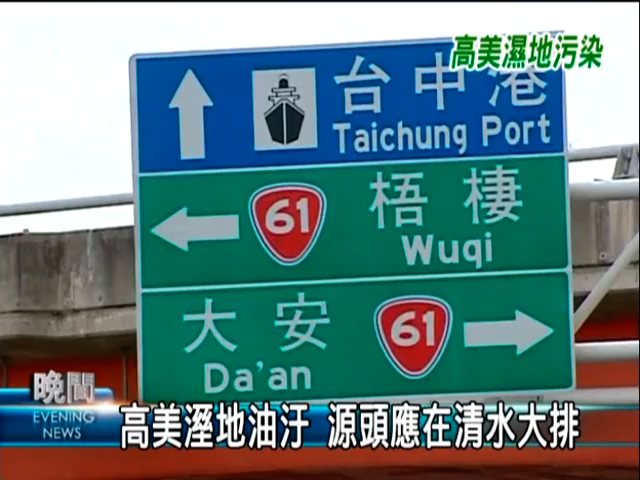 高美濕地污染
台中港
Taichung Port
61
梧棲
Wuqi
大安
61
Da'an
晚間
EVENING
NEWS
高美溼地油汙 源頭應在清水大排